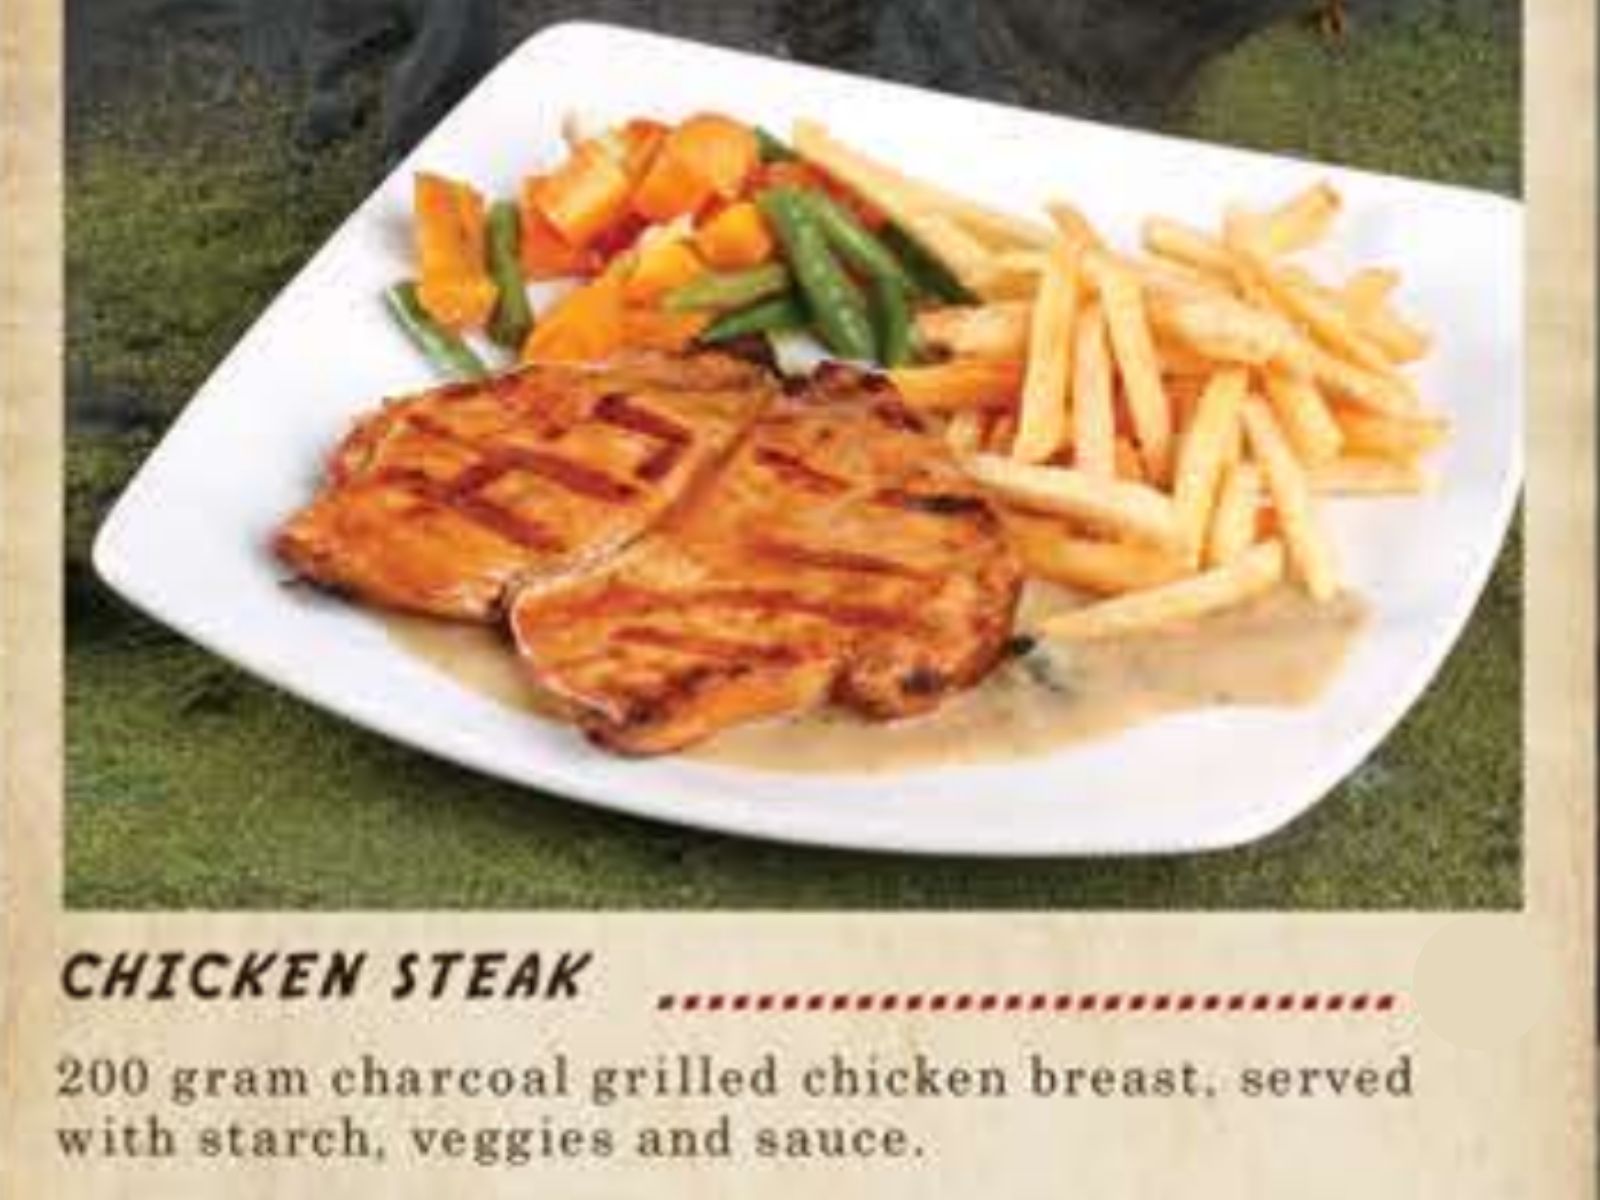 CHICKEN STEAK ................................
200 gram charcoal grilled chicken breast, served
with starch, veggies and sauce.